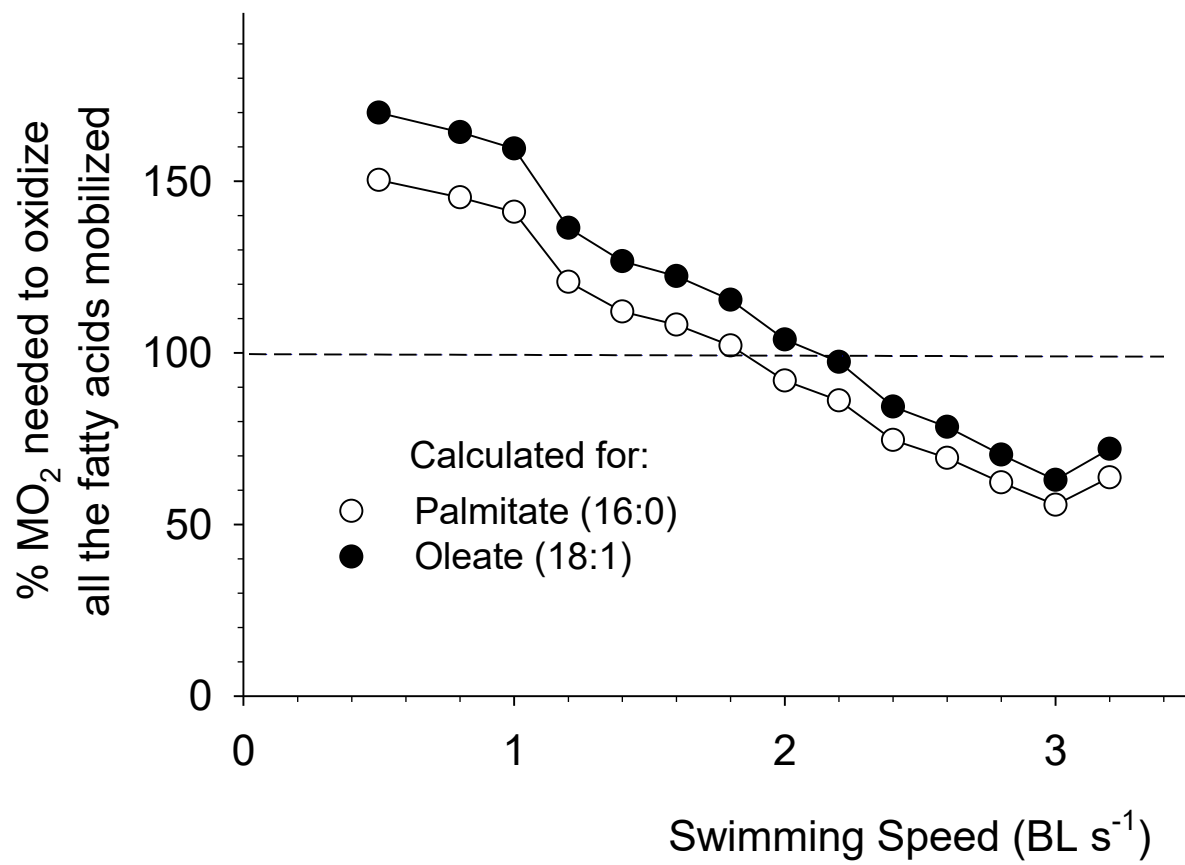 % MO2 needed to oxidize
all the fatty acids mobilized
150
100
50
0
Calculated for:
Palmitate (16:0)
Oleate (18:1)
0 1 2 3
Swimming Speed (BL s-1)